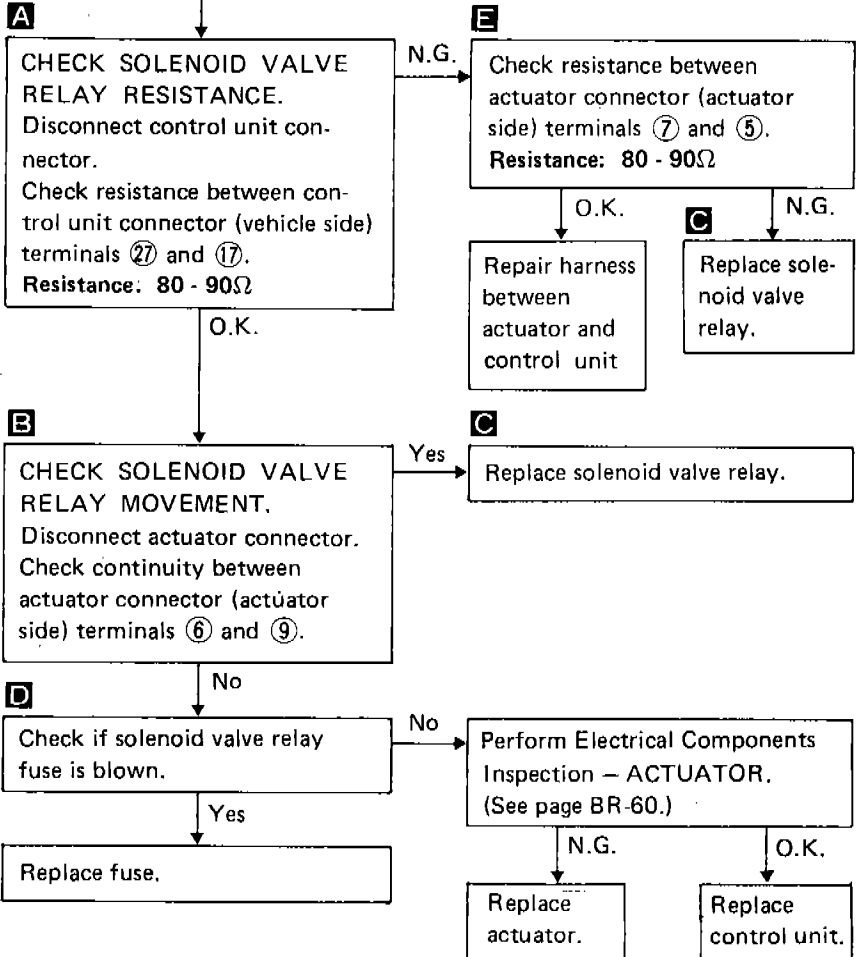 A
CHECK SOLENOID VALVE
RELAY RESISTANCE.
Disconnect control unit con-
nector.
Check resistance between con-
trol unit connector (vehicle side)
terminals ㉗ and ⑰.
Resistance: 80 - 90Ω
N.G.
E
Check resistance between
actuator connector (actuator
side) terminals ⑦ and ⑤.
Resistance: 80 - 90Ω
O.K.
Repair harness
between
actuator and
control unit
N.G.
C
Replace sole-
noid valve
relay.
O.K.
B
CHECK SOLENOID VALVE
RELAY MOVEMENT.
Disconnect actuator connector.
Check continuity between
actuator connector (actuator
side) terminals ⑥ and ⑨.
Yes
C
Replace solenoid valve relay.
No
D
Check if solenoid valve relay
fuse is blown.
Yes
Replace fuse.
No
Perform Electrical Components
Inspection — ACTUATOR.
(See page BR-60.)
N.G.
Replace
actuator.
O.K.
Replace
control unit.